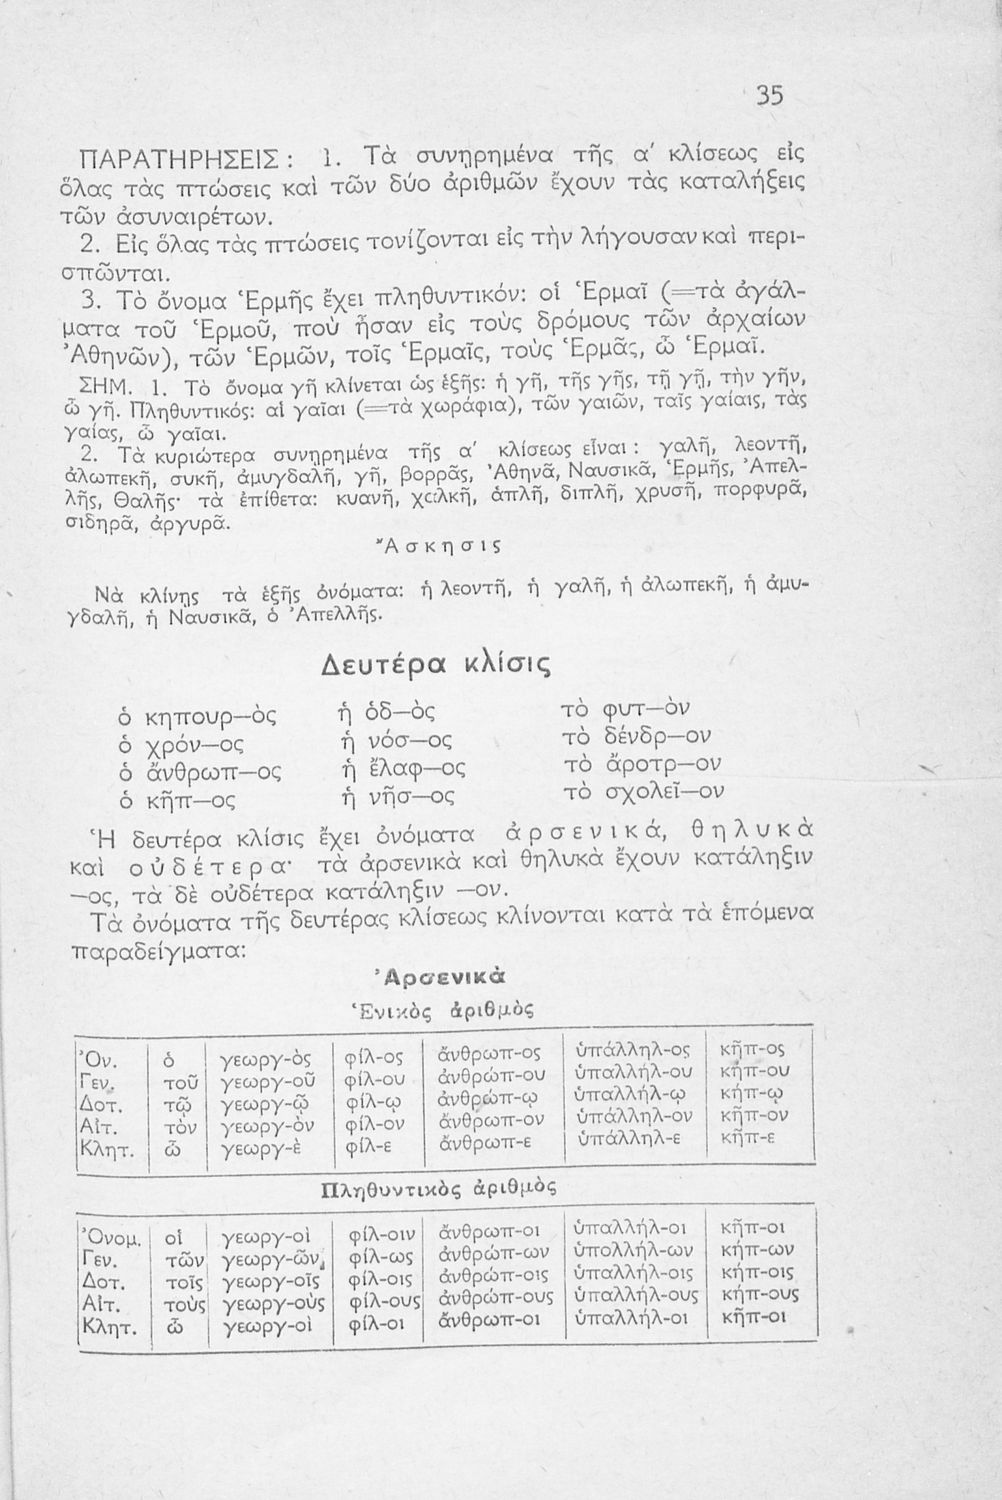 35
ΠΑΡΑΤΗΡΗΣΕΙΣ : 1. Τὰ συνῃρημένα τῆς α′ κλίσεως εἰς
ὅλας τὰς πτώσεις καὶ τῶν δύο ἀριθμῶν ἔχουν τὰς καταλήξεις
τῶν ἀσυναιρέτων.
2. Εἰς ὅλας τὰς πτώσεις τονίζονται εἰς τὴν λήγουσαν καὶ περι-
σπῶνται.
3. Τὸ ὄνομα Ἑρμῆς ἔχει πληθυντικόν: οἱ Ἑρμαῖ (=τὰ ἀγάλ-
ματα τοῦ Ἑρμοῦ, ποὺ ἦσαν εἰς τοὺς δρόμους τῶν ἀρχαίων
Ἀθηνῶν), τῶν Ἑρμῶν, τοῖς Ἑρμαῖς, τοὺς Ἑρμᾶς, ὦ Ἑρμαῖ.
ΣΗΜ. 1. Τὸ ὄνομα γῆ κλίνεται ὡς ἑξῆς: ἡ γῆ, τῆς γῆς, τῇ γῇ, τὴν γῆν,
ὦ γῆ. Πληθυντικός: αἱ γαῖαι (=τὰ χωράφια), τῶν γαιῶν, ταῖς γαίαις, τὰς
γαίας, ὦ γαῖαι.
2. Τὰ κυριώτερα συνῃρημένα τῆς α′ κλίσεως εἶναι : γαλῆ, λεοντῆ,
ἀλωπεκῆ, συκῆ, ἀμυγδαλῆ, γῆ, βορρᾶς, Ἀθηνᾶ, Ναυσικᾶ, Ἑρμῆς, Ἀπελ-
λῆς, Θαλῆς· τὰ ἐπίθετα: κυανῆ, χαλκῆ, ἁπλῆ, διπλῆ, χρυσῆ, πορφυρᾶ,
σιδηρᾶ, ἀργυρᾶ.
Ἄ σ κ η σ ι ς
Νὰ κλίνῃς τὰ ἑξῆς ὀνόματα: ἡ λεοντῆ, ἡ γαλῆ, ἡ ἀλωπεκῆ, ἡ ἀμυ-
γδαλῆ, ἡ Ναυσικᾶ, ὁ Ἀπελλῆς.
Δευτέρα κλίσις
ὁ κηπουρ—ὸς ἡ ὁδ—ὸς τὸ φυτ—ὸν
ὁ χρόν—ος ἡ νόσ—ος τὸ δένδρ—ον
ὁ ἄνθρωπ—ος ἡ ἔλαφ—ος τὸ ἄροτρ—ον
ὁ κῆπ—ος ἡ νῆσ—ος τὸ σχολεῖ—ον
Ἡ δευτέρα κλίσις ἔχει ὀνόματα ἀ ρ σ ε ν ι κ ά, θ η λ υ κ ὰ
καὶ ο ὐ δ έ τ ε ρ α· τὰ ἀρσενικὰ καὶ θηλυκὰ ἔχουν κατάληξιν
—ος, τὰ δὲ οὐδέτερα κατάληξιν —ον.
Τὰ ὀνόματα τῆς δευτέρας κλίσεως κλίνονται κατὰ τὰ ἑπόμενα
παραδείγματα:
Ἀρσενικὰ
Ἑνικὸς ἀριθμὸς
Ὀν. ὁ γεωργ-ὸς φίλ-ος ἄνθρωπ-ος ὑπάλληλ-ος κῆπ-ος
Γεν. τοῦ γεωργ-οῦ φίλ-ου ἀνθρώπ-ου ὑπαλλήλ-ου κήπ-ου
Δοτ. τῷ γεωργ-ῷ φίλ-ῳ ἀνθρώπ-ῳ ὑπαλλήλ-ῳ κήπ-ῳ
Αἰτ. τὸν γεωργ-ὸν φίλ-ον ἄνθρωπ-ον ὑπάλληλ-ον κῆπ-ον
Κλητ. ὦ γεωργ-ὲ φίλ-ε ἄνθρωπ-ε ὑπάλληλ-ε κῆπ-ε
Πληθυντικὸς ἀριθμὸς
Ὀνομ. οἱ γεωργ-οὶ φίλ-οιν ἄνθρωπ-οι ὑπαλλήλ-οι κῆπ-οι
Γεν. τῶν γεωργ-ῶν φίλ-ως ἀνθρώπ-ων ὑπολλήλ-ων κήπ-ων
Δοτ. τοῖς γεωργ-οῖς φίλ-οις ἀνθρώπ-οις ὑπαλλήλ-οις κήπ-οις
Αἰτ. τοὺς γεωργ-οὺς φίλ-ους ἀνθρώπ-ους ὑπαλλήλ-ους κήπ-ους
Κλητ. ὦ γεωργ-οὶ φίλ-οι ἄνθρωπ-οι ὑπαλλήλ-οι κῆπ-οι